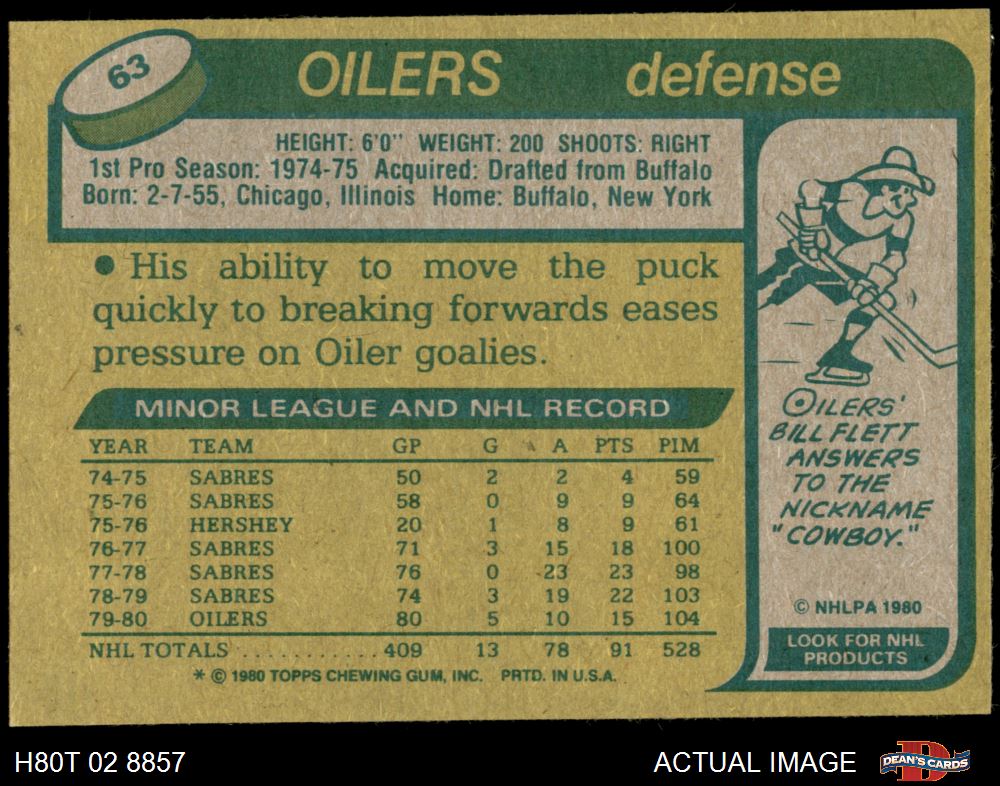 63
OILERS defense
HEIGHT: 6'0" WEIGHT: 200 SHOOTS: RIGHT
1st Pro Season: 1974-75 Acquired: Drafted from Buffalo
Born: 2-7-55, Chicago, Illinois Home: Buffalo, New York
● His ability to move the puck
quickly to breaking forwards eases
pressure on Oiler goalies.
MINOR LEAGUE AND NHL RECORD
YEAR TEAM GP G A PTS PIM
74-75 SABRES 50 2 2 4 59
75-76 SABRES 58 0 9 9 64
75-76 HERSHEY 20 1 8 9 61
76-77 SABRES 71 3 15 18 100
77-78 SABRES 76 0 23 23 98
78-79 SABRES 74 3 19 22 103
79-80 OILERS 80 5 10 15 104
NHL TOTALS ........... 409 13 78 91 528
* © 1980 TOPPS CHEWING GUM, INC. PRTD. IN U.S.A.
OILERS'
BILL FLETT
ANSWERS
TO THE
NICKNAME
"COWBOY."
© NHLPA 1980
LOOK FOR NHL
PRODUCTS
H80T 02 8857
ACTUAL IMAGE
D
DEAN'S CARDS